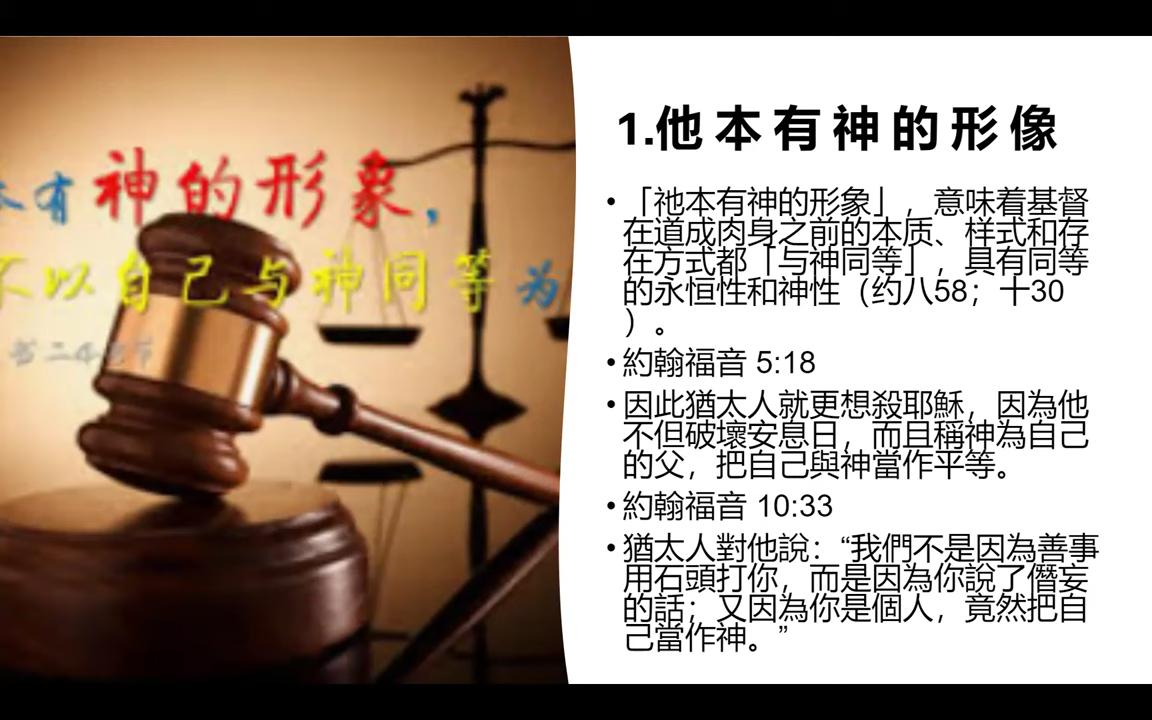 本有神的形象，
不以自己与神同等为
1.他本有神的形像
• 「祂本有神的形象」，意味着基督
在道成肉身之前的本质、样式和存
在方式都「与神同等」，具有同等
的永恒性和神性（约八58；十30
）。
• 約翰福音 5:18
• 因此猶太人就更想殺耶穌，因為他
不但破壞安息日，而且稱神為自己
的父，把自己與神當作平等。
• 約翰福音 10:33
• 猶太人對他說：“我們不是因為善事
用石頭打你，而是因為你說了僭妄
的話；又因為你是個人，竟然把自
己當作神。”